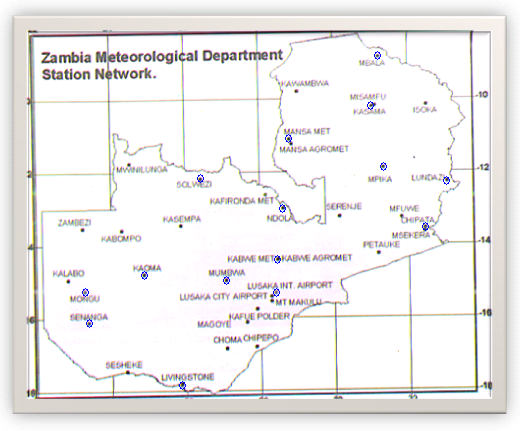 Zambia Meteorological Department
Station Network.
MBALA
KAWAMBWA
-10
MISAMFU
KASAMA
ISOKA
MANSA MET
MANSA AGROMET
MWINILUNGA
-12
SOLWEZI
MPIKA
LUNDAZI
KAFIRONDA MET
NDOLA
SERENJE
MFUWE
CHIPATA
MSEKERA
ZAMBEZI
KASEMPA
KABOMPO
-14
PETAUKE
KABWE MET
KABWE AGROMET
KALABO
KAOMA
MUMBWA
LUSAKA INT. AIRPORT
MONGU
LUSAKA CITY AIRPORT
MT MAKULU
-16
SENANGA
KAFUE POLDER
MAGOYE
CHOMA
CHIPEPO
SESHEKE
LIVINGSTONE
18
-18